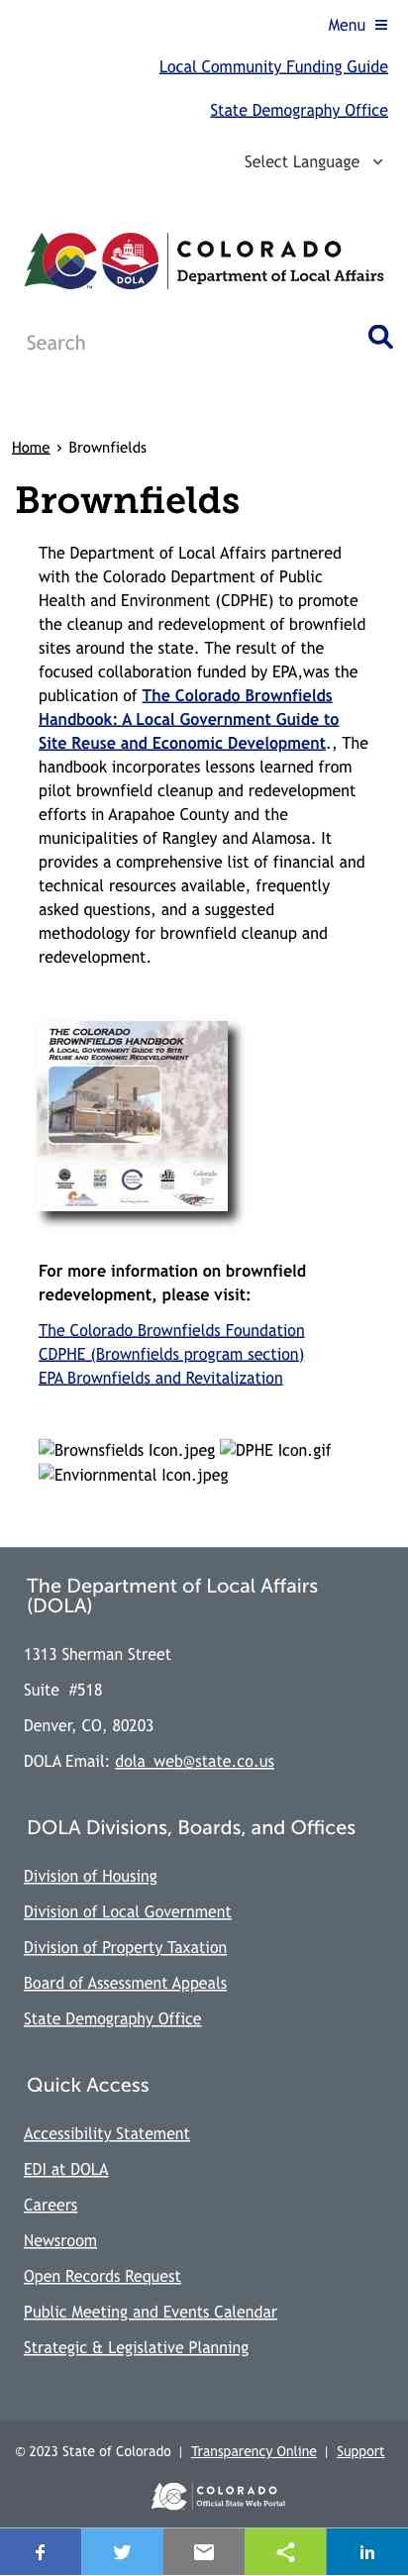 Menu
Local Community Funding Guide
State Demography Office
Select Language
COLORADO
Department of Local Affairs
DOLA
Search
Home > Brownfields
Brownfields
The Department of Local Affairs partnered
with the Colorado Department of Public
Health and Environment (CDPHE) to promote
the cleanup and redevelopment of brownfield
sites around the state. The result of the
focused collaboration funded by EPA,was the
publication of The Colorado Brownfields
Handbook: A Local Government Guide to
Site Reuse and Economic Development., The
handbook incorporates lessons learned from
pilot brownfield cleanup and redevelopment
efforts in Arapahoe County and the
municipalities of Rangley and Alamosa. It
provides a comprehensive list of financial and
technical resources available, frequently
asked questions, and a suggested
methodology for brownfield cleanup and
redevelopment.
THE COLORADO
BROWNFIELDS HANDBOOK
A Local Government Guide to Site
Reuse and Economic Redevelopment
For more information on brownfield
redevelopment, please visit:
The Colorado Brownfields Foundation
CDPHE (Brownfields program section)
EPA Brownfields and Revitalization
Brownsfields Icon.jpeg DPHE Icon.gif
Enviornmental Icon.jpeg
The Department of Local Affairs
(DOLA)
1313 Sherman Street
Suite #518
Denver, CO, 80203
DOLA Email: dola_web@state.co.us
DOLA Divisions, Boards, and Offices
Division of Housing
Division of Local Government
Division of Property Taxation
Board of Assessment Appeals
State Demography Office
Quick Access
Accessibility Statement
EDI at DOLA
Careers
Newsroom
Open Records Request
Public Meeting and Events Calendar
Strategic & Legislative Planning
© 2023 State of Colorado | Transparency Online | Support
COLORADO
Official State Web Portal